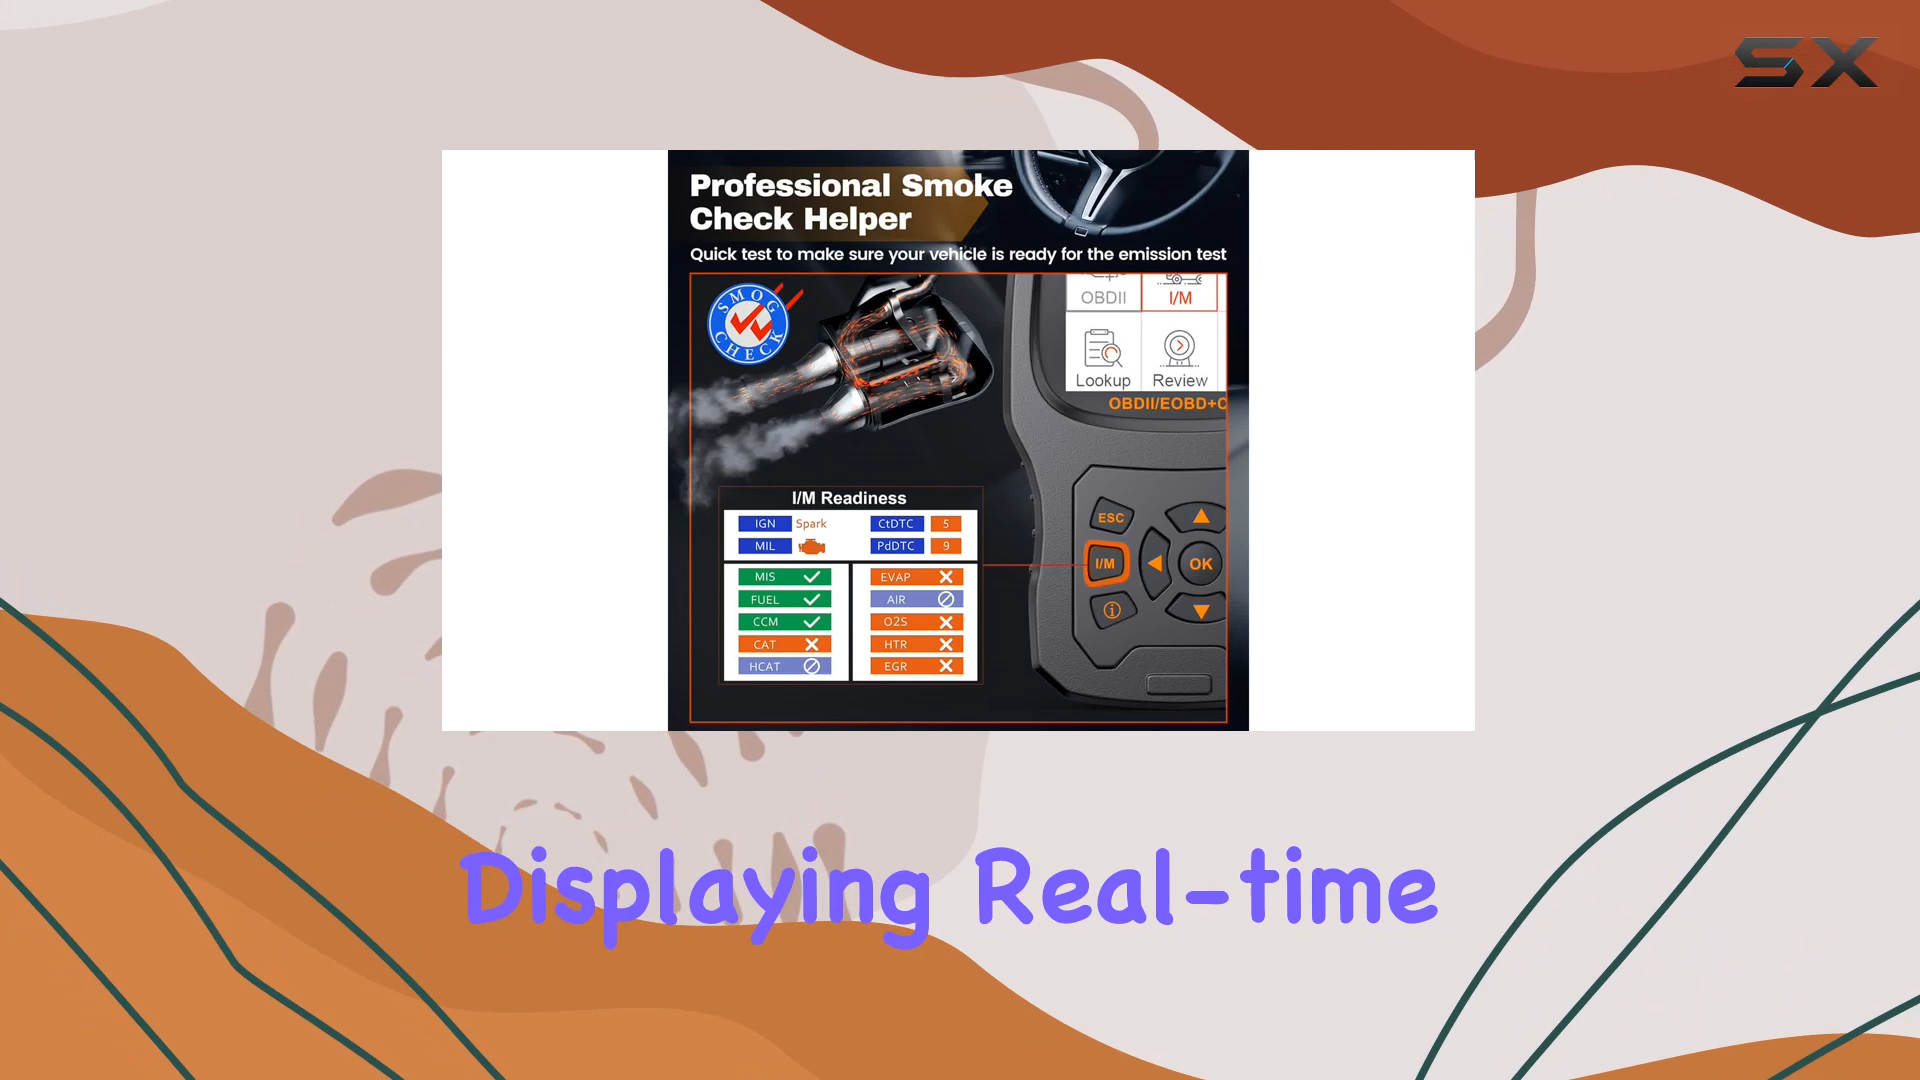 SX
Professional Smoke
Check Helper
Quick test to make sure your vehicle is ready for the emission test
SMOG
CHECK
OBDII
I/M
Lookup
Review
OBDII/EOBD+C
I/M Readiness
IGN Spark
CtDTC 5
MIL
PdDTC 9
MIS
EVAP
FUEL
AIR
CCM
O2S
CAT
HTR
HCAT
EGR
ESC
I/M
OK
Displaying Real-time